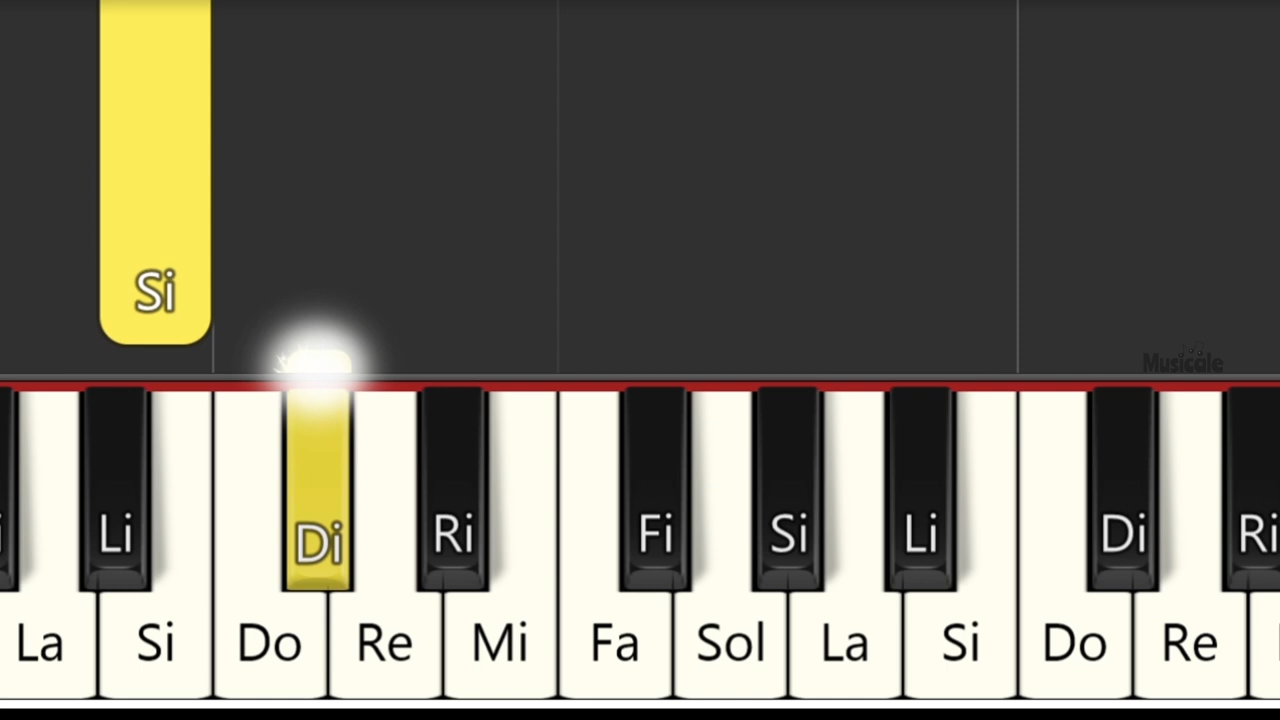 Si
Musicale
Li Di Ri Fi Si Li Di Ri
La Si Do Re Mi Fa Sol La Si Do Re